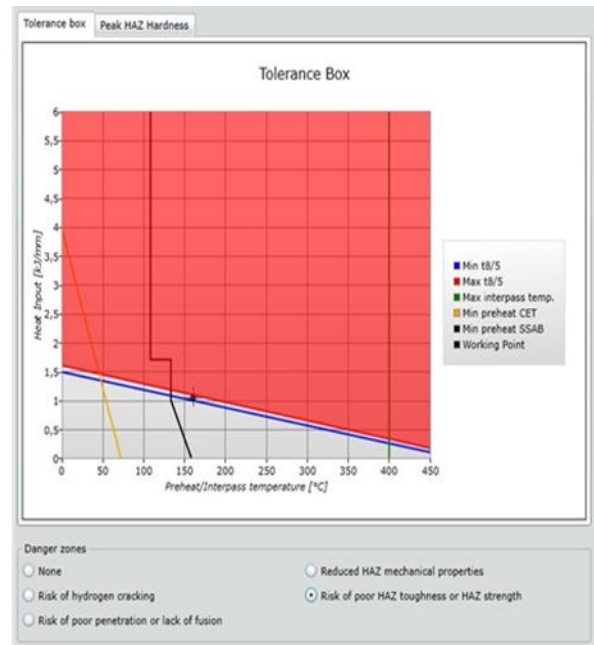 Tolerance box Peak HAZ Hardness
Tolerance Box
6
5,5
5
4,5
4
3,5
3
2,5
2
1,5
1
0,5
0
Heat Input [kJ/mm]
0 50 100 150 200 250 300 350 400 450
Preheat/Interpass temperature [°C]
Min t8/5
Max t8/5
Max interpass temp.
Min preheat CET
Min preheat SSAB
Working Point
Danger zones
None
Reduced HAZ mechanical properties
Risk of hydrogen cracking
Risk of poor HAZ toughness or HAZ strength
Risk of poor penetration or lack of fusion